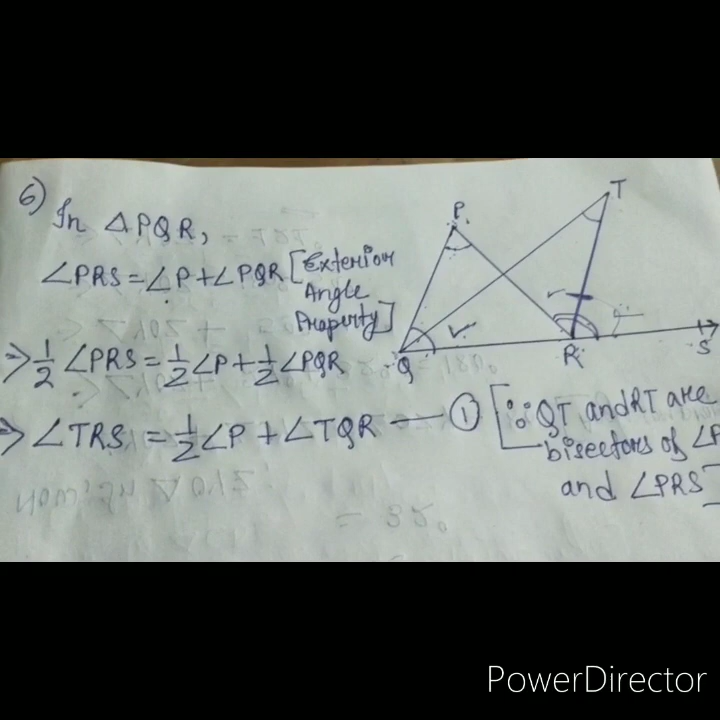 6) In △PQR,
∠PRS = ∠P + ∠PQR [Exterior
Angle
Property]
⇒ 1/2 ∠PRS = 1/2 ∠P + 1/2 ∠PQR
⇒ ∠TRS = 1/2 ∠P + ∠TQR — ① [∵ QT and RT are
bisectors of ∠P
and ∠PRS]
P
T
Q
R
S
PowerDirector